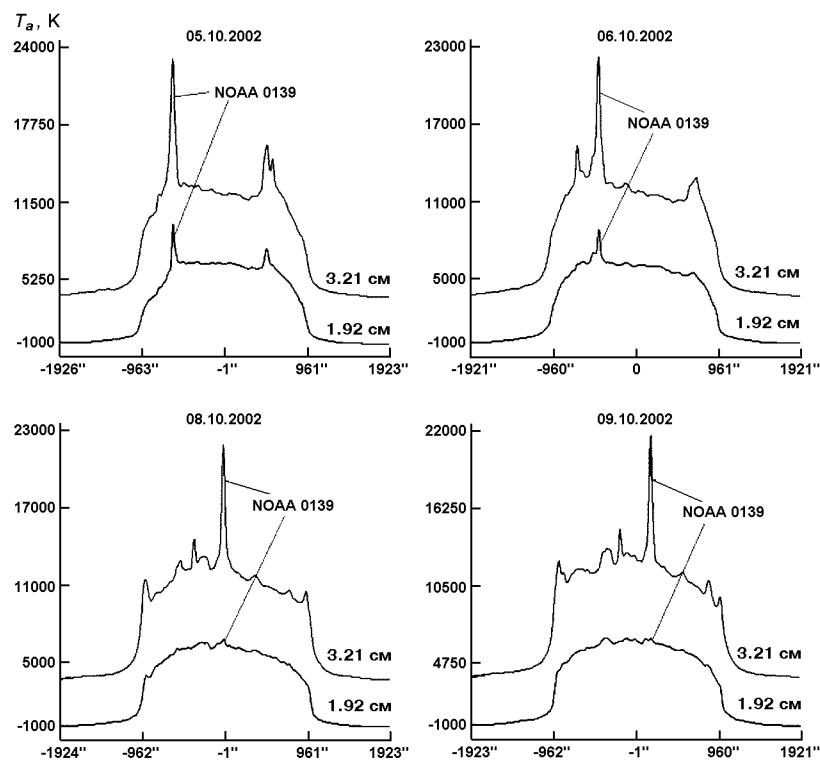 Tₐ, K
05.10.2002
24000
17750
11500
5250
-1000
NOAA 0139
3.21 см
1.92 см
-1926" -963" -1" 961" 1923"
06.10.2002
23000
17000
11000
5000
-1000
NOAA 0139
3.21 см
1.92 см
-1921" -960" 0 961" 1921"
08.10.2002
23000
17000
11000
5000
-1000
NOAA 0139
3.21 см
1.92 см
-1924" -962" -1" 961" 1923"
09.10.2002
22000
16250
10500
4750
-1000
NOAA 0139
3.21 см
1.92 см
-1923" -962" -1" 960" 1921"